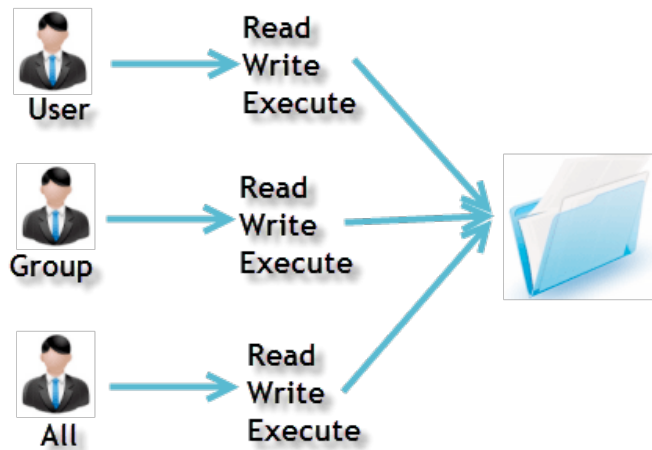 User
Read
Write
Execute
Group
Read
Write
Execute
All
Read
Write
Execute